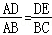 AD/AB = DE/BC